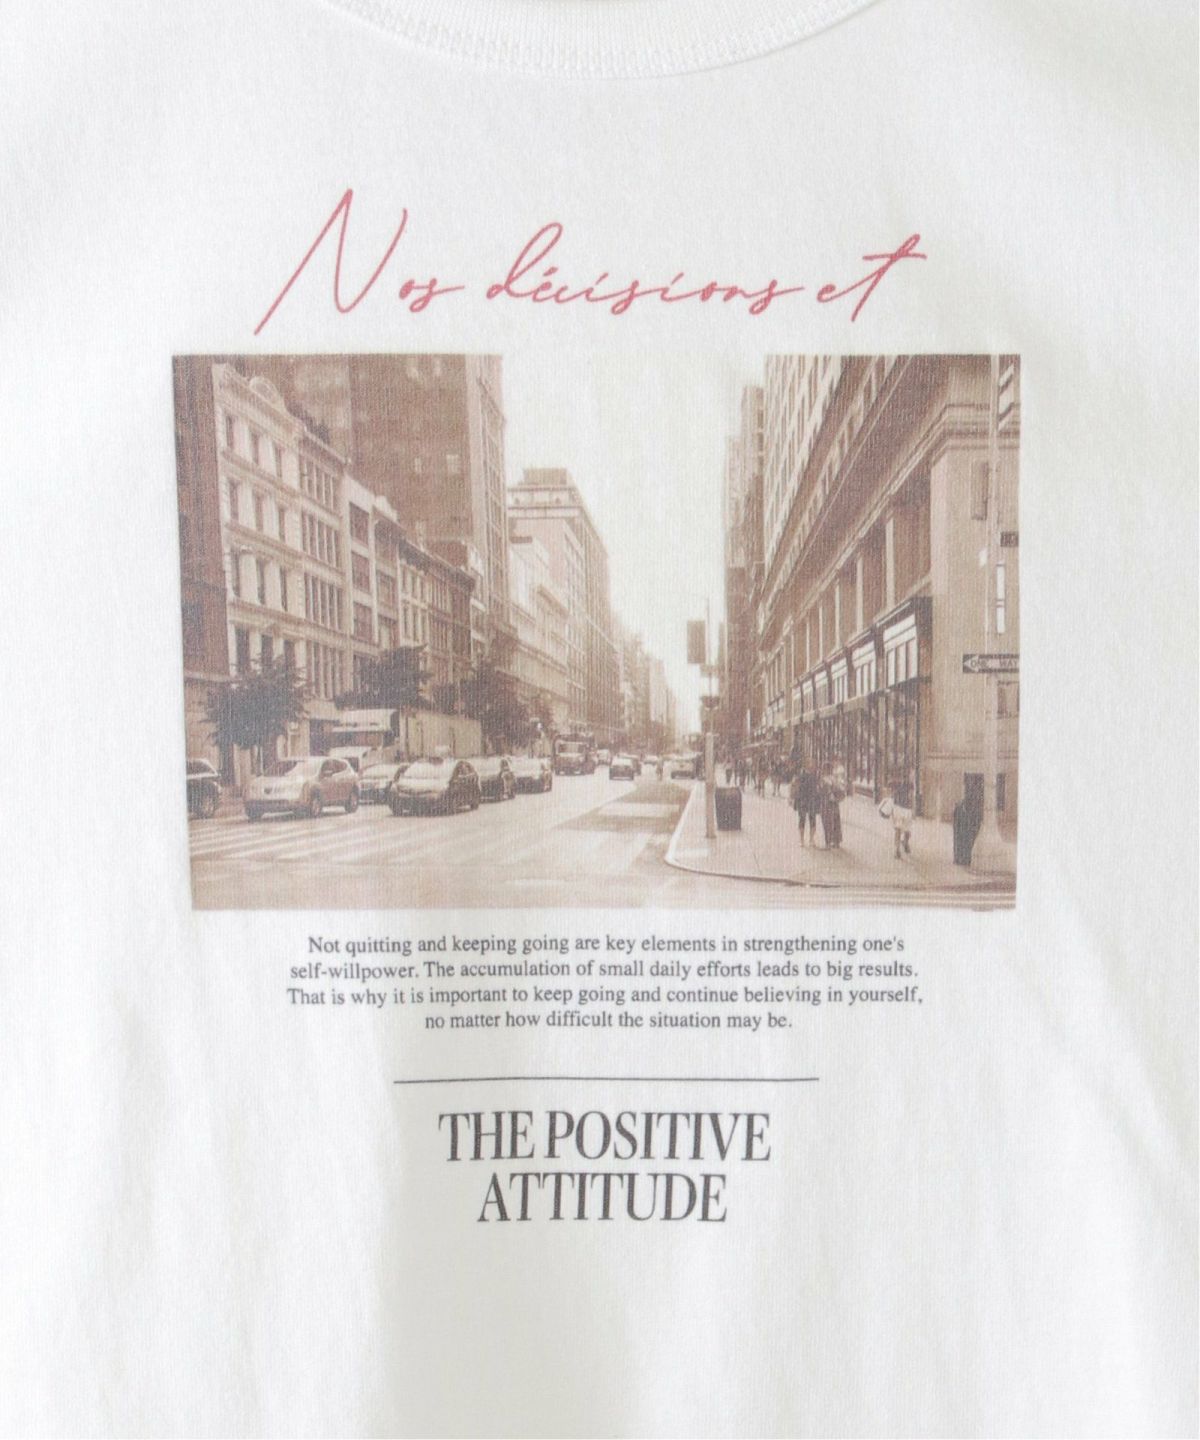 Nos décisions et
ONE WAY
Not quitting and keeping going are key elements in strengthening one's
self-willpower. The accumulation of small daily efforts leads to big results.
That is why it is important to keep going and continue believing in yourself,
no matter how difficult the situation may be.
THE POSITIVE
ATTITUDE